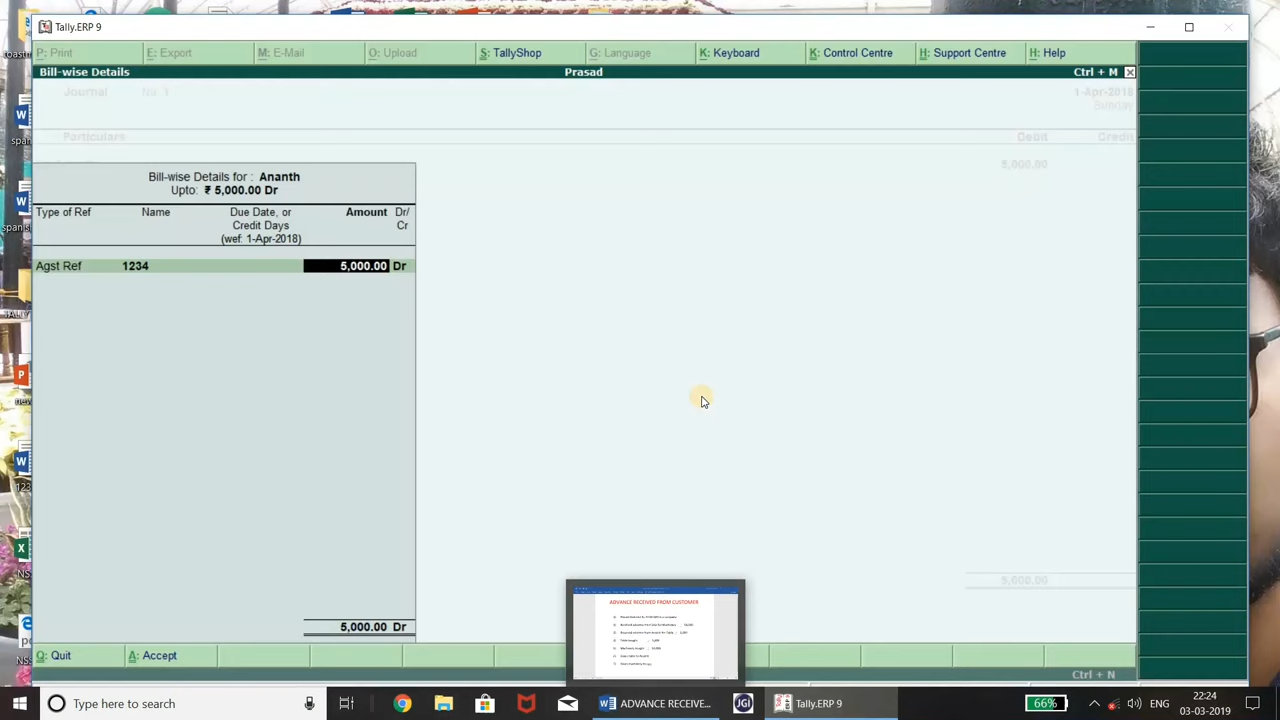 Tally.ERP 9
P: Print E: Export M: E-Mail O: Upload S: TallyShop G: Language K: Keyboard K: Control Centre H: Support Centre H: Help
Bill-wise Details Prasad Ctrl + M
Journal No. 1 1-Apr-2018
Sunday
Particulars Debit Credit
5,000.00
Bill-wise Details for : Ananth
Upto: ₹ 5,000.00 Dr
Type of Ref Name Due Date, or Amount Dr/
Credit Days Cr
(wef: 1-Apr-2018)
Agst Ref 1234 5,000.00 Dr
5,000.00
ADVANCE RECEIVED FROM CUSTOMER
5,000.00 Dr
Q: Quit A: Accept
Ctrl + N
Type here to search
ADVANCE RECEIVE...
JGI
Tally.ERP 9
66%
ENG
22:24
03-03-2019